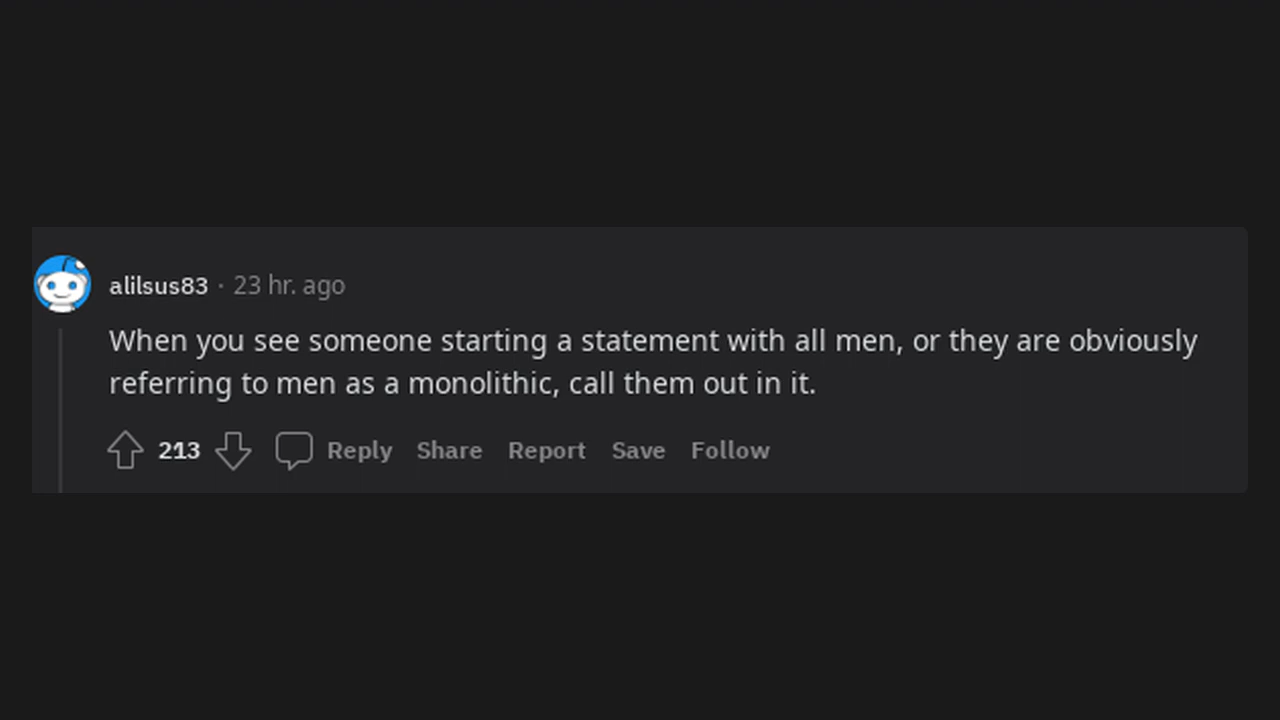 alilsus83 · 23 hr. ago
When you see someone starting a statement with all men, or they are obviously
referring to men as a monolithic, call them out in it.
213 Reply Share Report Save Follow